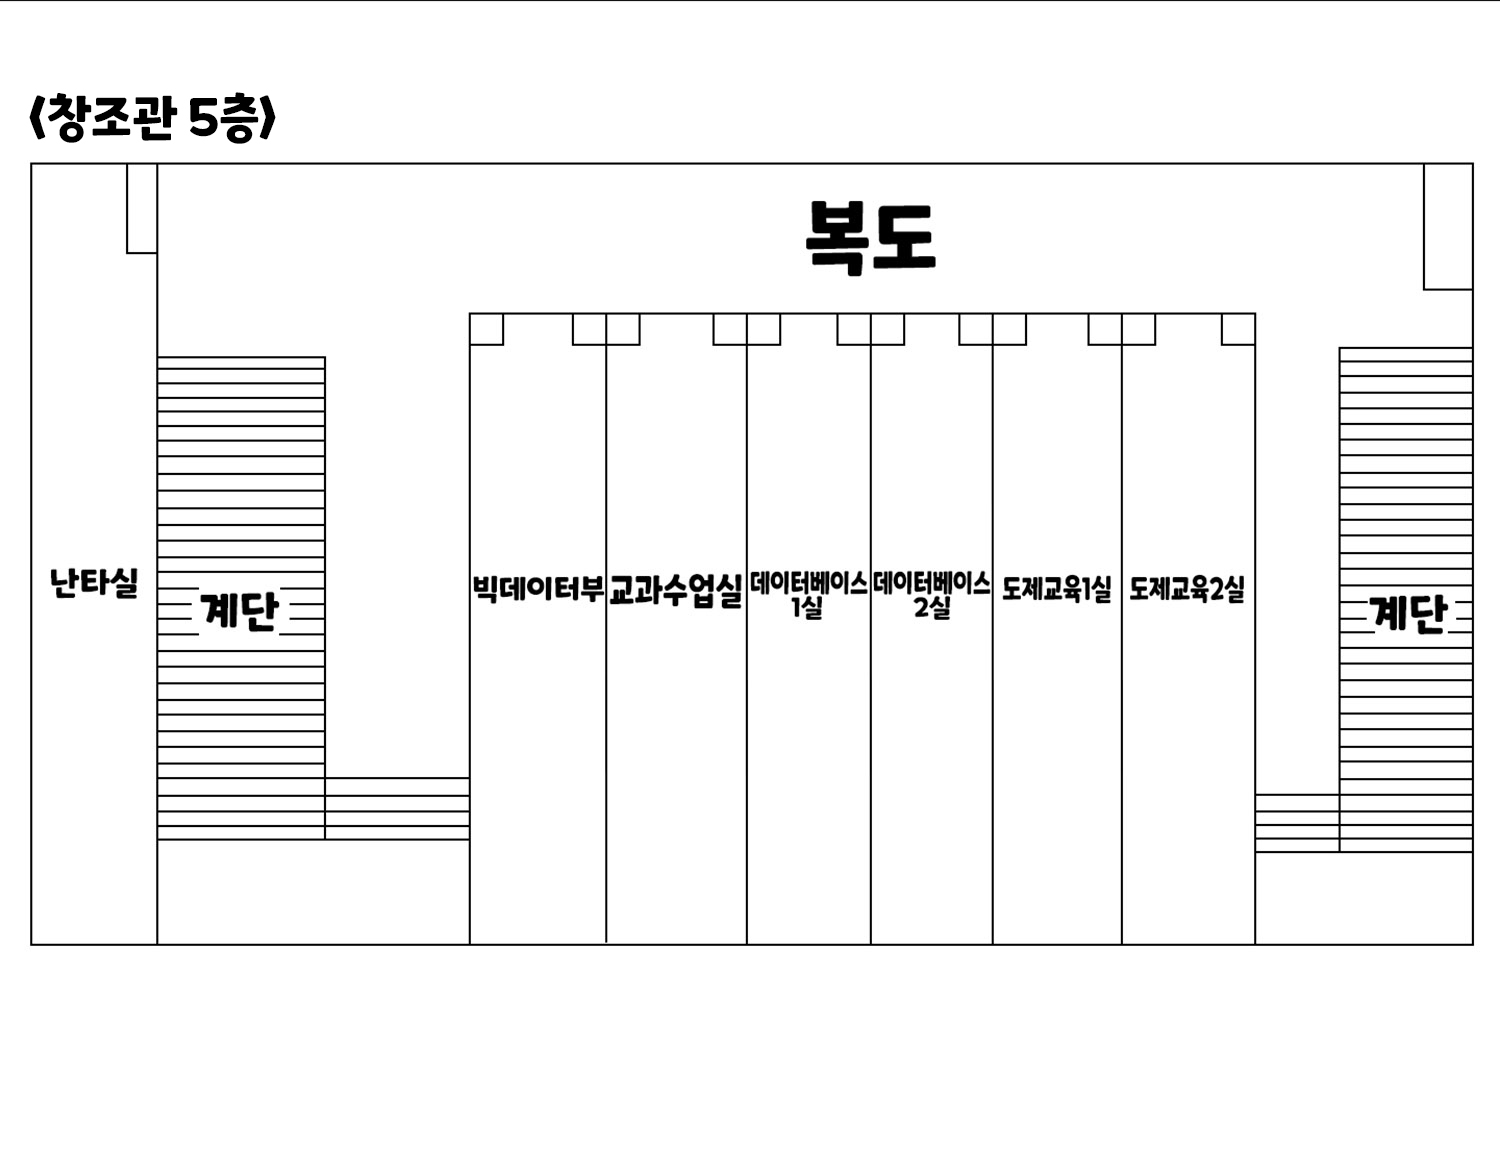 <창조관 5층>
복도
난타실
계단
빅데이터부
교과수업실
데이터베이스
1실
데이터베이스
2실
도제교육1실
도제교육2실
계단